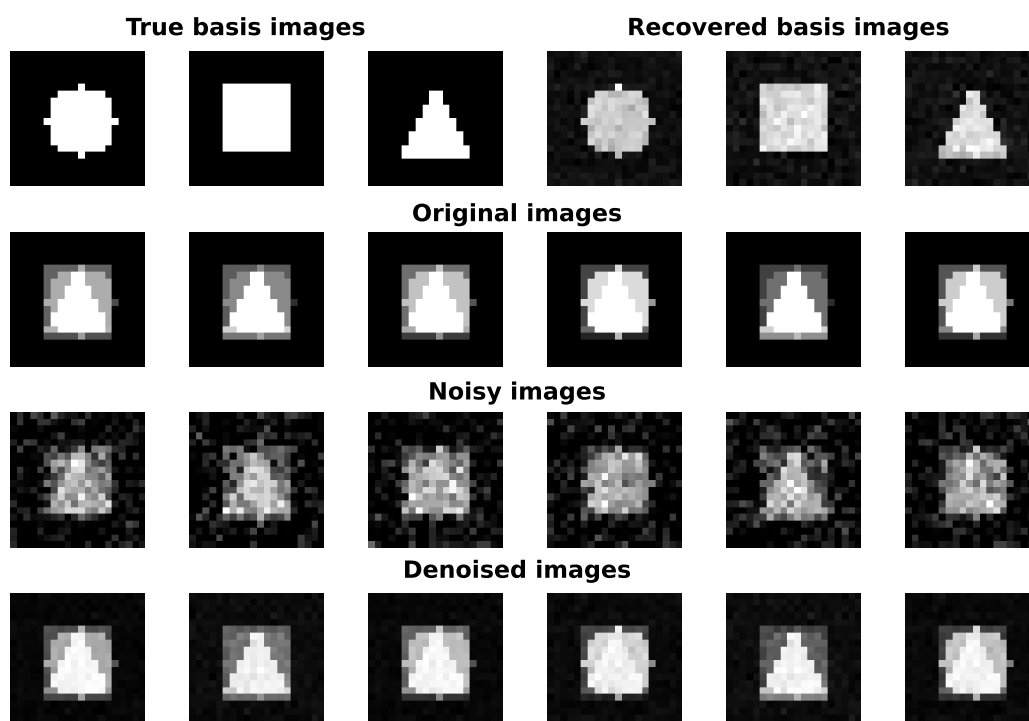 True basis images
Recovered basis images
Original images
Noisy images
Denoised images